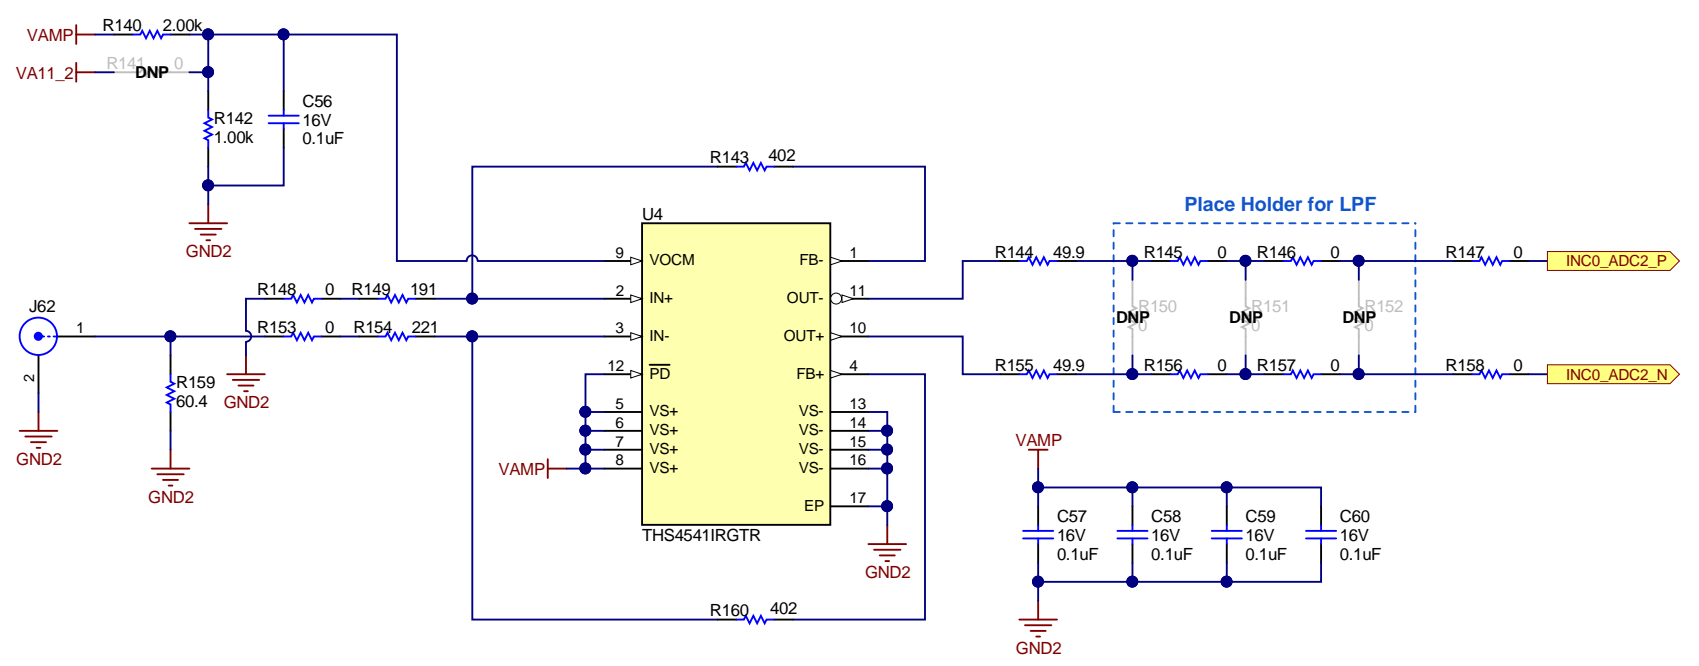 R140 2.00k
VAMP
R141 0
DNP
VA11_2
C56
16V
0.1uF
R142
1.00k
GND2
R143 402
Place Holder for LPF
U4
9 VOCM
FB- 1
R144 49.9
R145 0
R146 0
R147 0
INC0_ADC2_P
R148 0
R149 191
2 IN+
OUT- 11
R150
DNP
0
R151
DNP
0
R152
DNP
0
J62
1
2
R153 0
R154 221
3 IN-
OUT+ 10
GND2
12 PD
FB+ 4
R155 49.9
R156 0
R157 0
R158 0
INC0_ADC2_N
R159
60.4
GND2
GND2
5 VS+
6 VS+
7 VS+
8 VS+
VAMP
VS- 13
VS- 14
VS- 15
VS- 16
EP 17
THS4541IRGTR
GND2
VAMP
C57
16V
0.1uF
C58
16V
0.1uF
C59
16V
0.1uF
C60
16V
0.1uF
R160 402
GND2